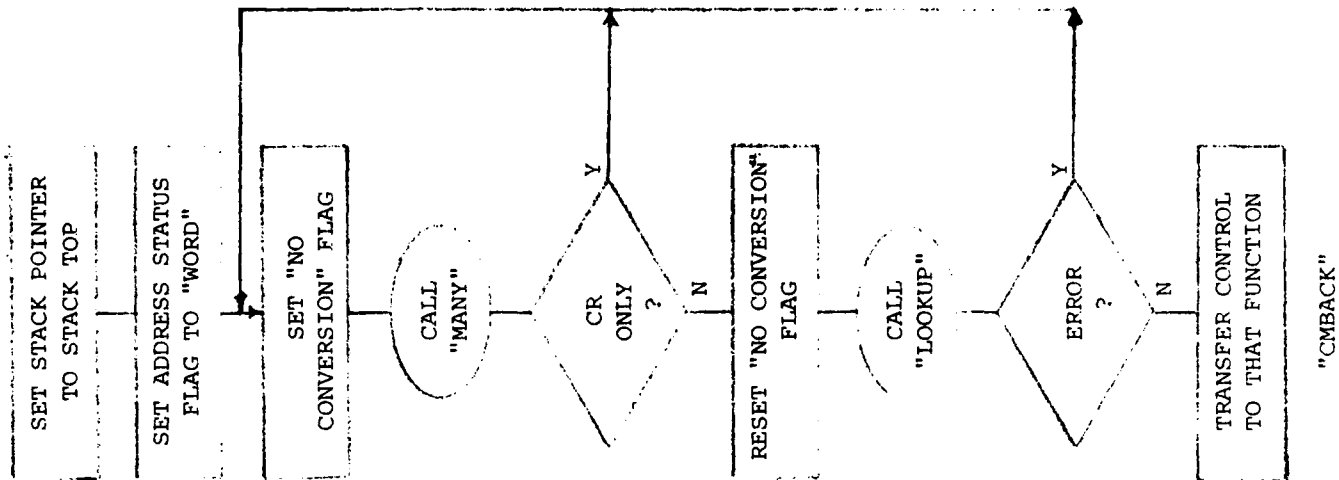 SET STACK POINTER
TO STACK TOP
SET ADDRESS STATUS
FLAG TO "WORD"
SET "NO
CONVERSION" FLAG
CALL
"MANY"
CR
ONLY
?
Y
N
RESET "NO CONVERSION"
FLAG
CALL
"LOOKUP"
ERROR
?
Y
N
TRANSFER CONTROL
TO THAT FUNCTION
"CMBACK"